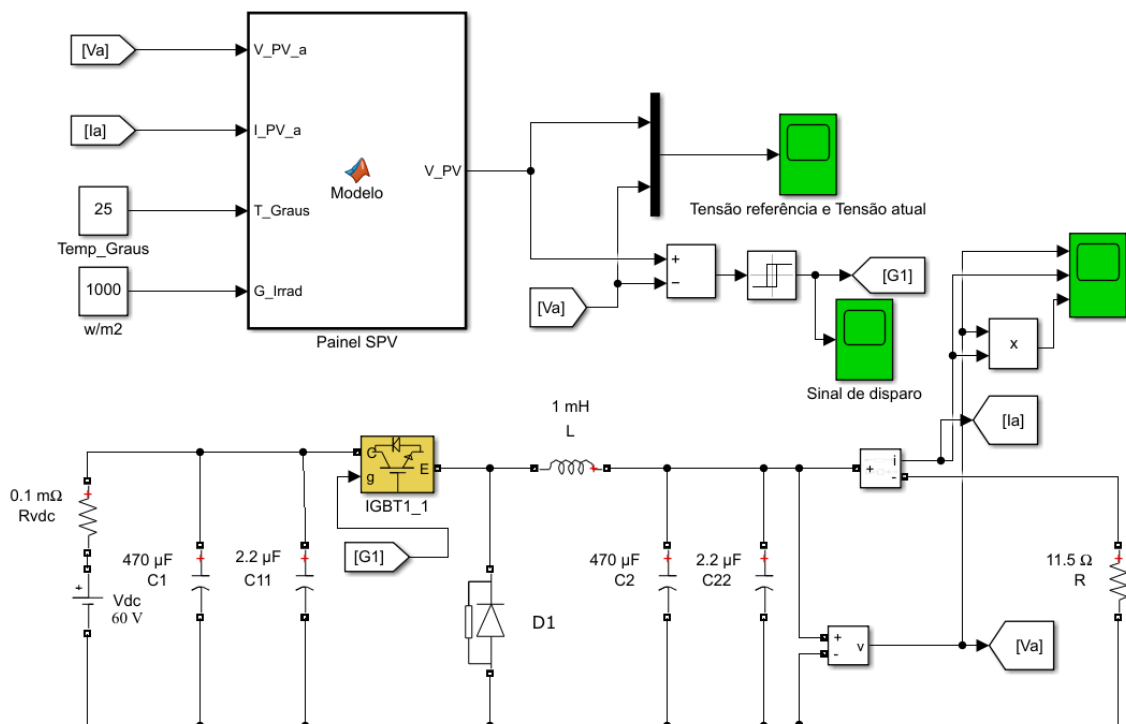 [Va]
V_PV_a
[Ia]
I_PV_a
V_PV
Modelo
25
T_Graus
Temp_Graus
1000
G_Irrad
w/m2
Painel SPV
Tensão referência e Tensão atual
+
−
[Va]
[G1]
Sinal de disparo
x
[Ia]
1 mH
L
C
E
g
IGBT1_1
[G1]
i
+
-
0.1 mΩ
Rvdc
470 µF
C1
2.2 µF
C11
+
Vdc
60 V
D1
470 µF
C2
2.2 µF
C22
11.5 Ω
R
+
-
v
[Va]